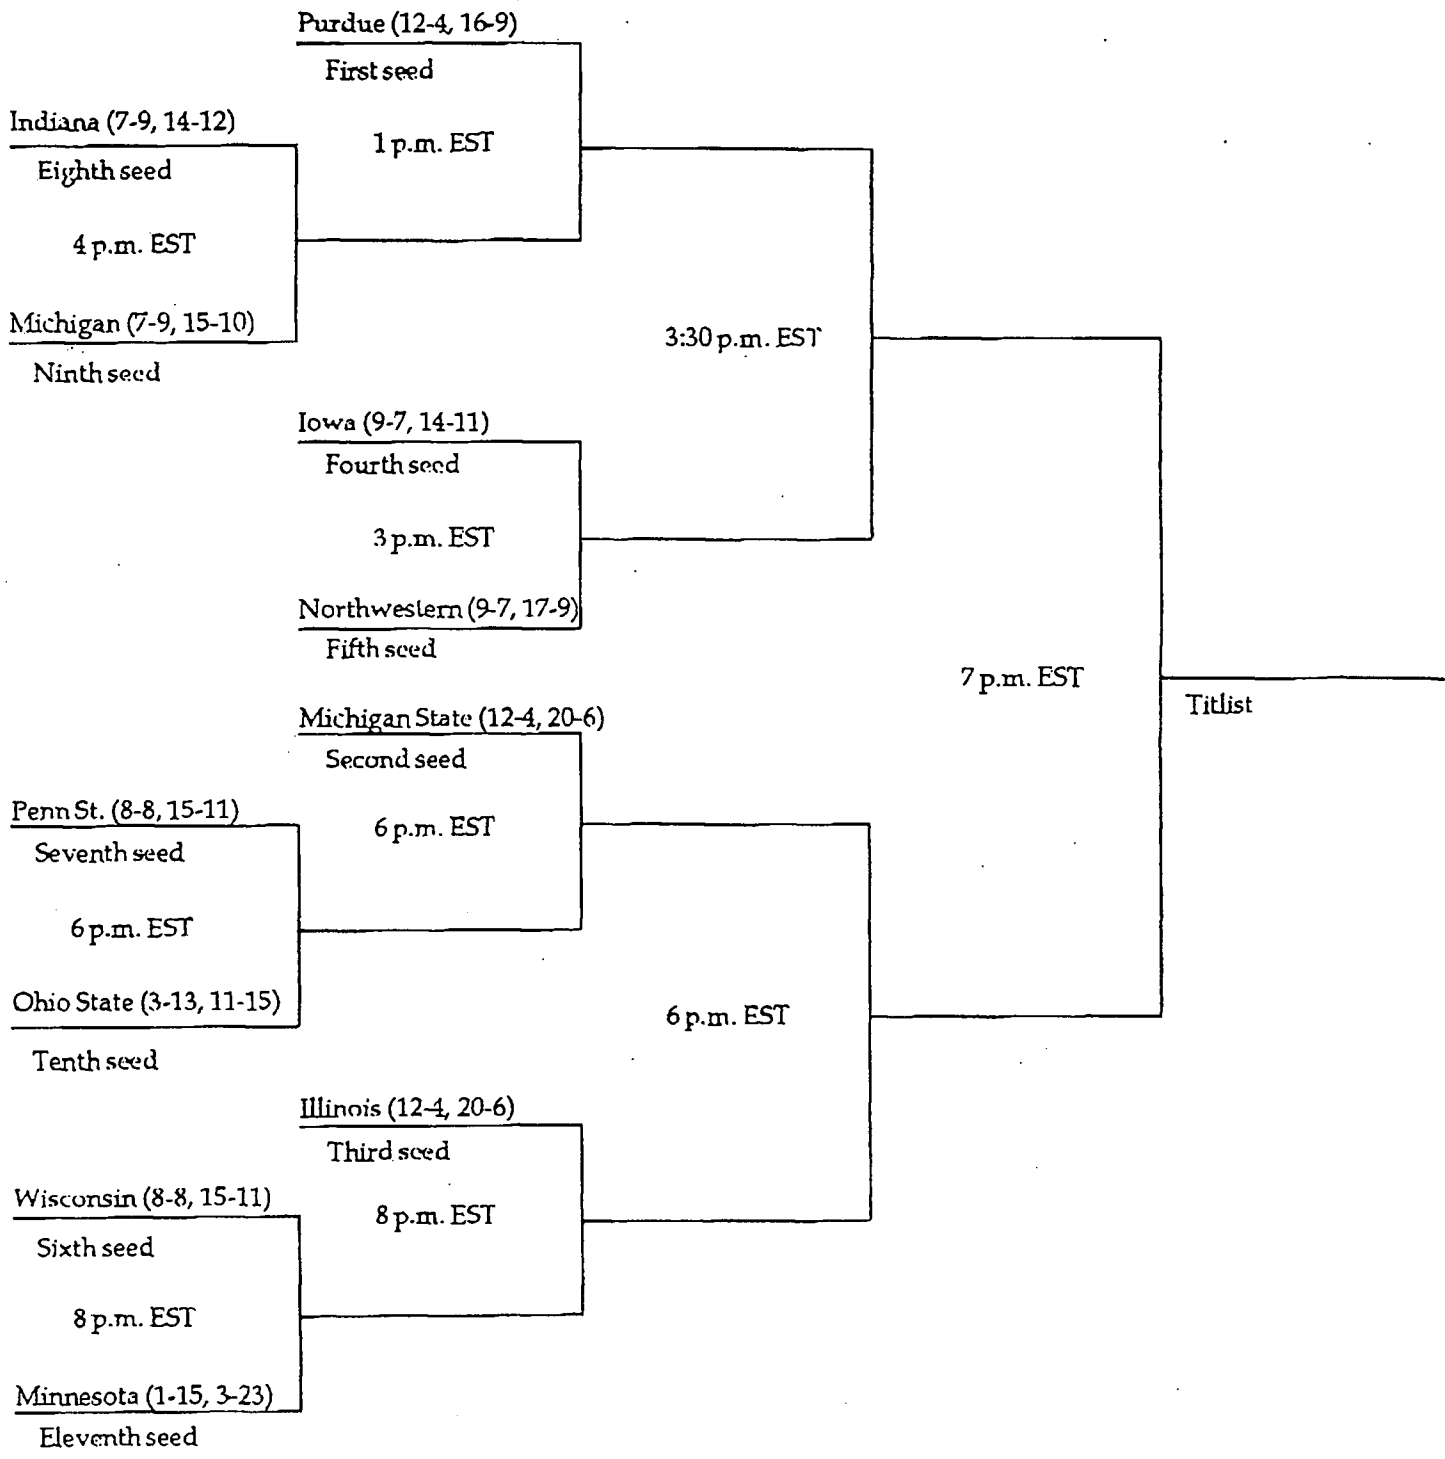 Purdue (12-4, 16-9)
First seed
1 p.m. EST
Indiana (7-9, 14-12)
Eighth seed
4 p.m. EST
Michigan (7-9, 15-10)
Ninth seed
3:30 p.m. EST
Iowa (9-7, 14-11)
Fourth seed
3 p.m. EST
Northwestern (9-7, 17-9)
Fifth seed
7 p.m. EST
Titlist
Michigan State (12-4, 20-6)
Second seed
6 p.m. EST
Penn St. (8-8, 15-11)
Seventh seed
6 p.m. EST
Ohio State (3-13, 11-15)
Tenth seed
6 p.m. EST
Illinois (12-4, 20-6)
Third seed
8 p.m. EST
Wisconsin (8-8, 15-11)
Sixth seed
8 p.m. EST
Minnesota (1-15, 3-23)
Eleventh seed